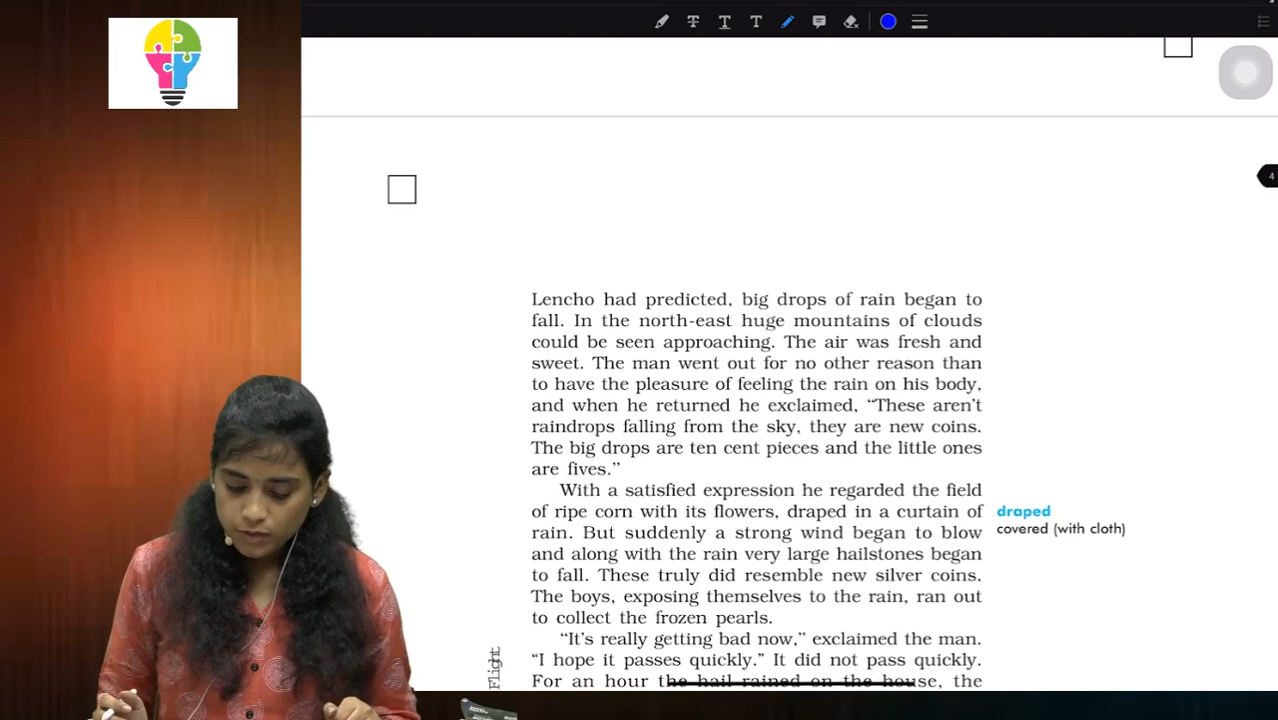 4
Lencho had predicted, big drops of rain began to
fall. In the north-east huge mountains of clouds
could be seen approaching. The air was fresh and
sweet. The man went out for no other reason than
to have the pleasure of feeling the rain on his body,
and when he returned he exclaimed, “These aren’t
raindrops falling from the sky, they are new coins.
The big drops are ten cent pieces and the little ones
are fives.”
With a satisfied expression he regarded the field
of ripe corn with its flowers, draped in a curtain of
rain. But suddenly a strong wind began to blow
and along with the rain very large hailstones began
to fall. These truly did resemble new silver coins.
The boys, exposing themselves to the rain, ran out
to collect the frozen pearls.
“It’s really getting bad now,” exclaimed the man.
“I hope it passes quickly.” It did not pass quickly.
For an hour the hail rained on the house, the
draped
covered (with cloth)
Flight